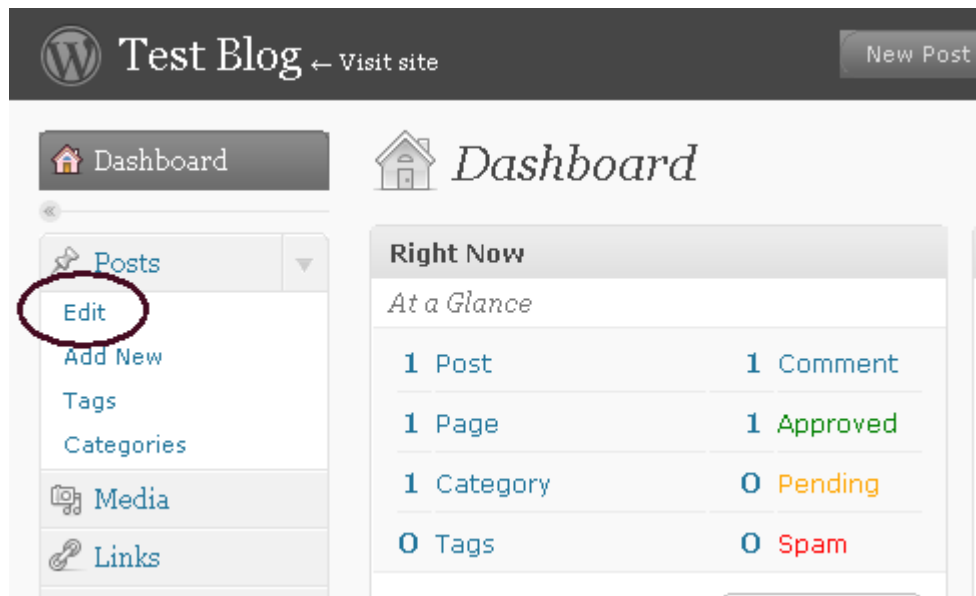 Test Blog ← Visit site
New Post
Dashboard
Posts
Edit
Add New
Tags
Categories
Media
Links
Dashboard
Right Now
At a Glance
1 Post 1 Comment
1 Page 1 Approved
1 Category 0 Pending
0 Tags 0 Spam